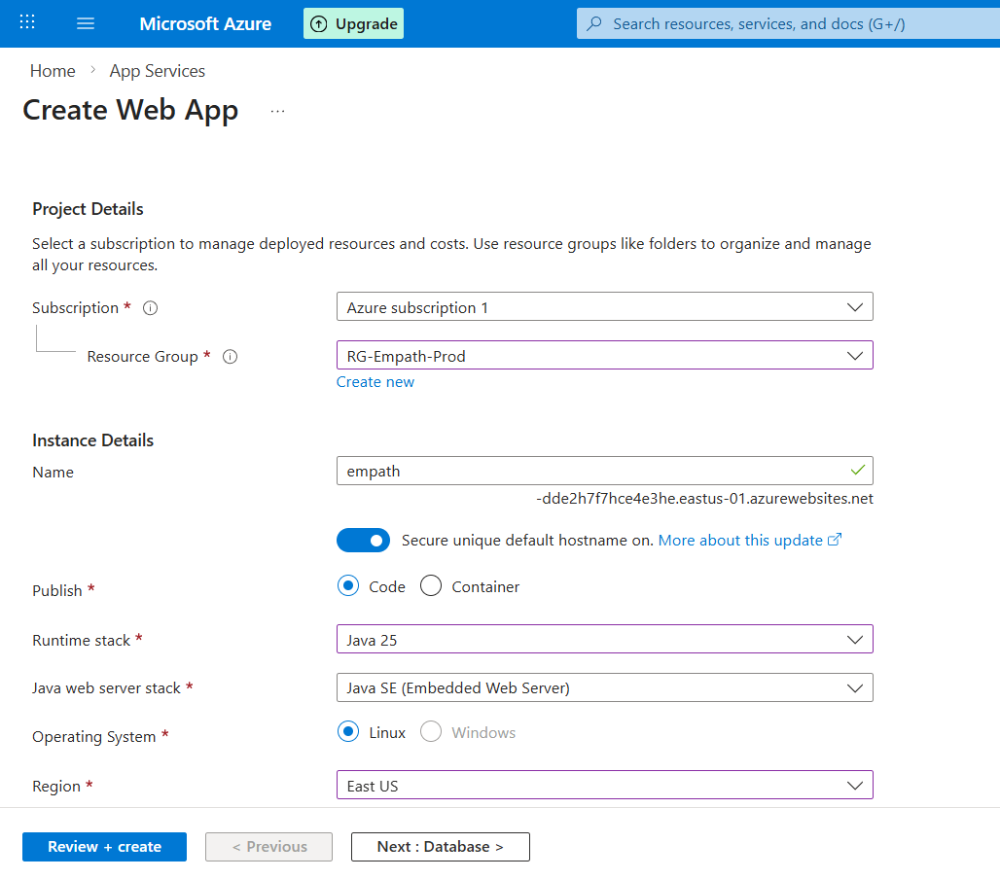 Microsoft Azure
Upgrade
Search resources, services, and docs (G+/)
Home > App Services
Create Web App ...
Project Details
Select a subscription to manage deployed resources and costs. Use resource groups like folders to organize and manage
all your resources.
Subscription *
Azure subscription 1
Resource Group *
RG-Empath-Prod
Create new
Instance Details
Name
empath
-dde2h7f7hce4e3he.eastus-01.azurewebsites.net
Secure unique default hostname on. More about this update
Publish *
Code
Container
Runtime stack *
Java 25
Java web server stack *
Java SE (Embedded Web Server)
Operating System *
Linux
Windows
Region *
East US
Review + create
< Previous
Next : Database >